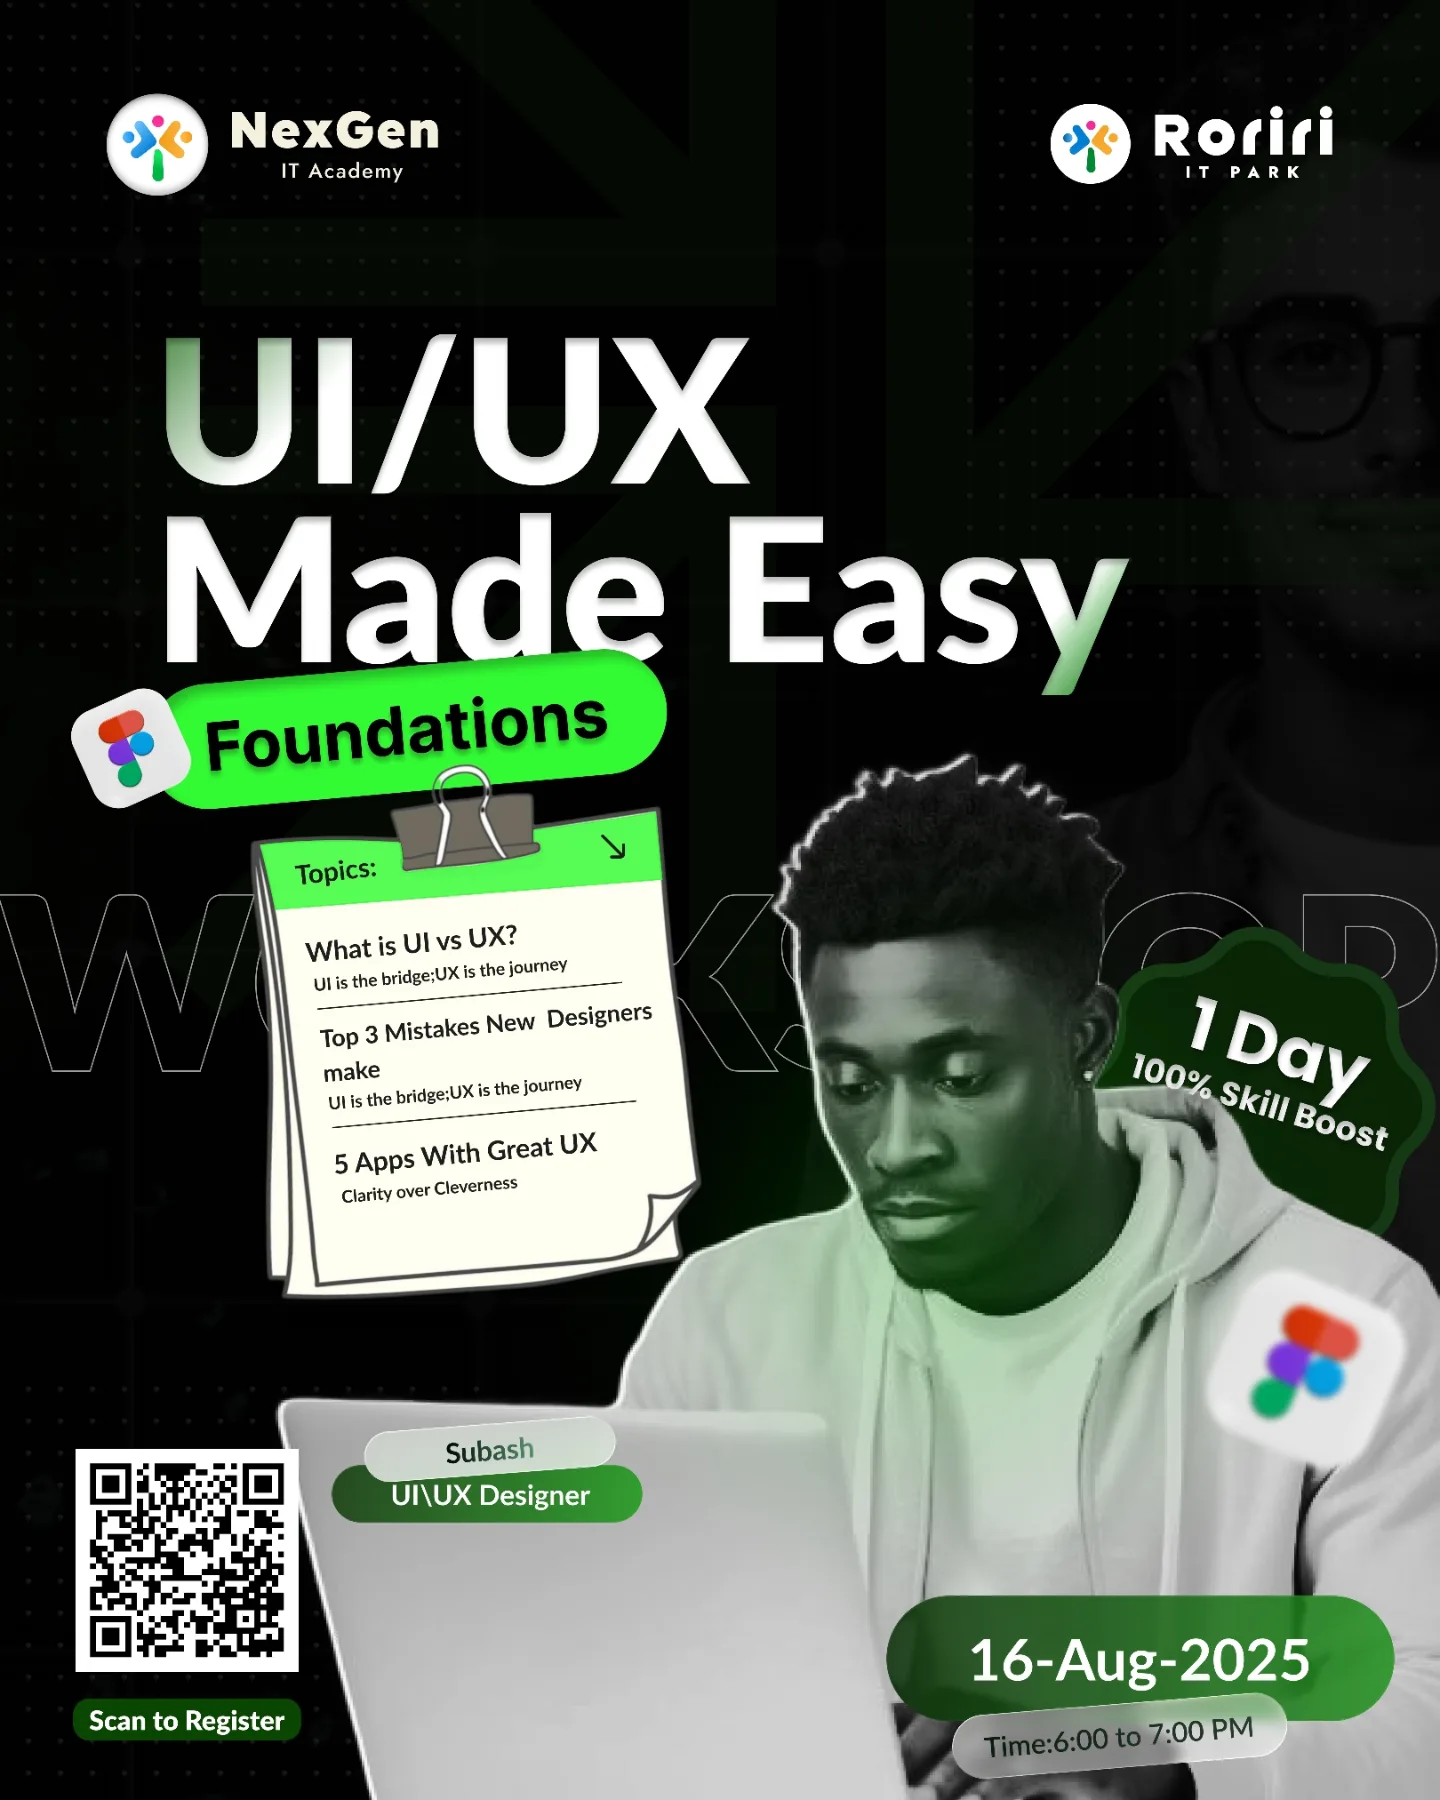 NexGen
IT Academy
Roriri
IT PARK
UI/UX
Made Easy
Foundations
Topics:
What is UI vs UX?
UI is the bridge;UX is the journey
Top 3 Mistakes New  Designers
make
UI is the bridge;UX is the journey
5 Apps With Great UX
Clarity over Cleverness
1 Day
100% Skill Boost
Subash
UI\UX Designer
Scan to Register
16-Aug-2025
Time:6:00 to 7:00 PM